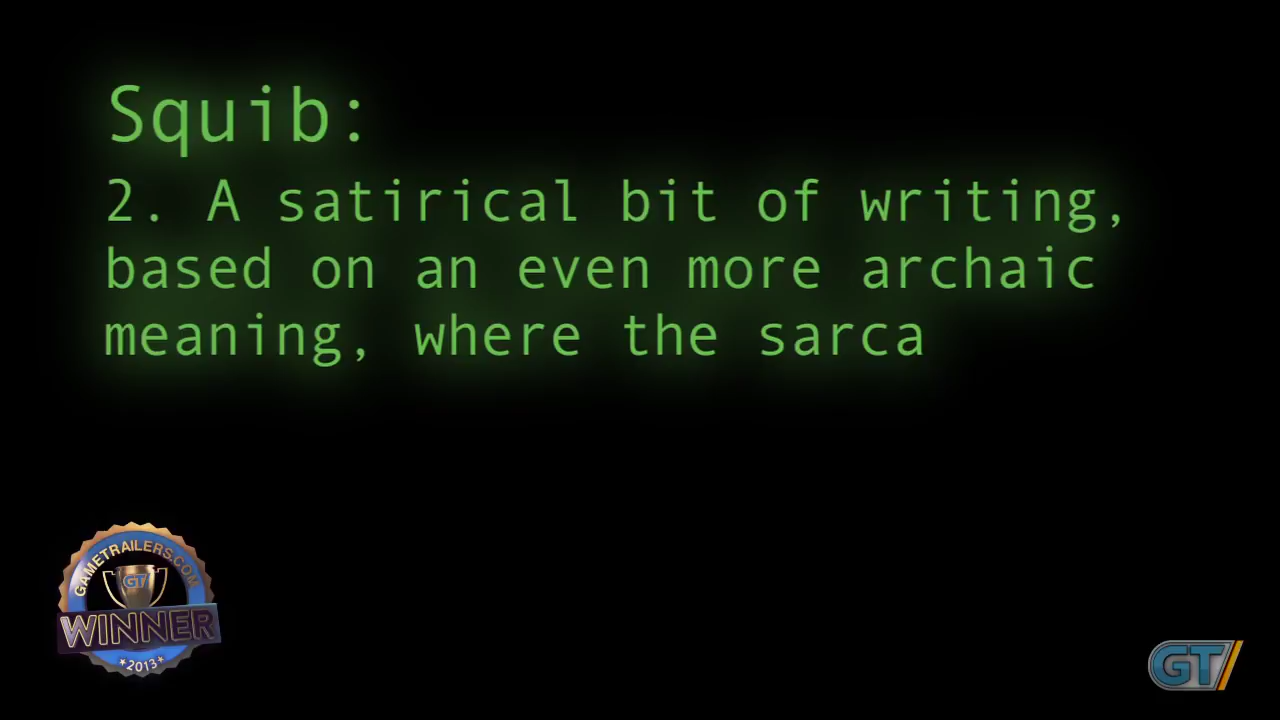 Squib:
2. A satirical bit of writing,
based on an even more archaic
meaning, where the sarca
GAMETRAILERS.COM
GT
WINNER
*2013*
GT